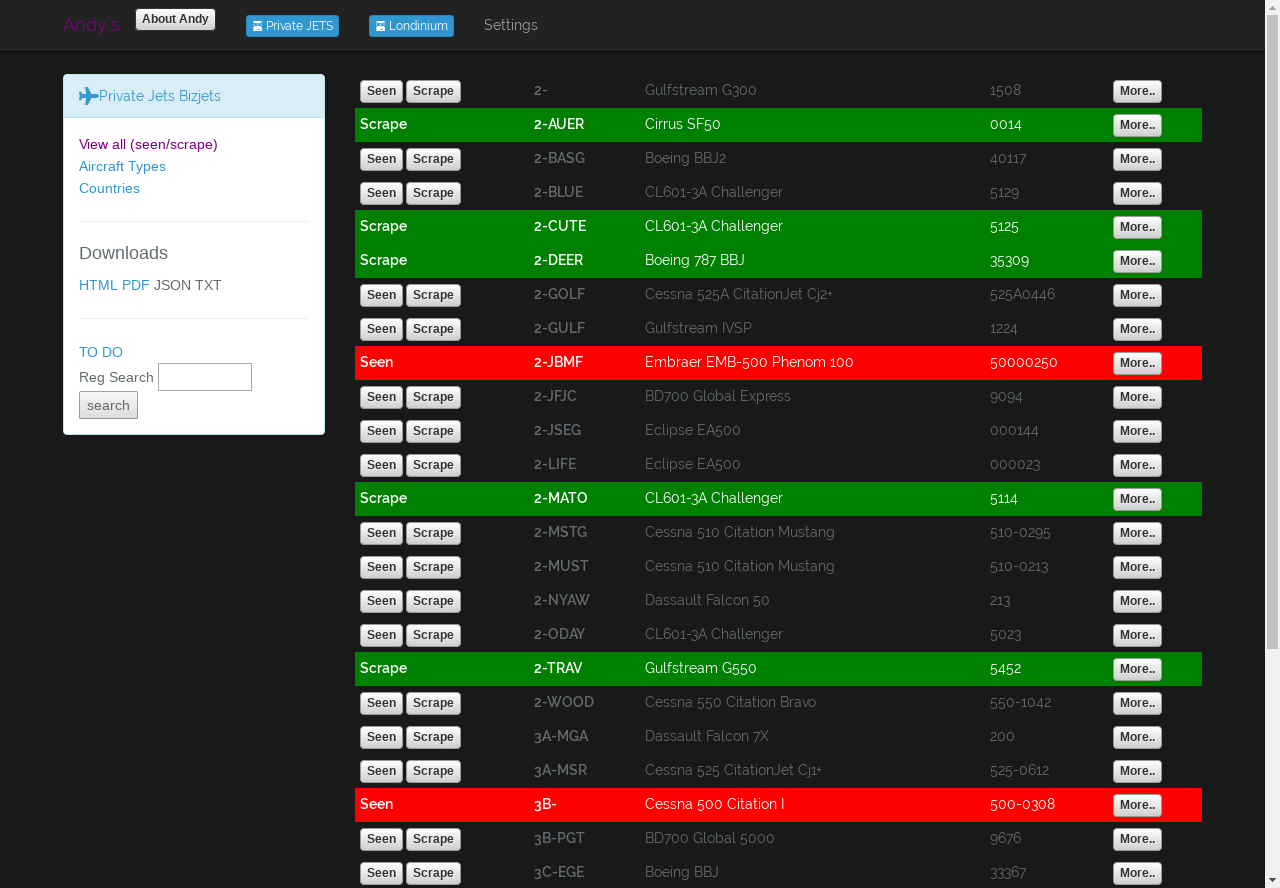 Andy's About Andy Private JETS Londinium Settings
Private Jets Bizjets
View all (seen/scrape)
Aircraft Types
Countries
Downloads
HTML PDF JSON TXT
TO DO
Reg Search
search
Seen Scrape 2- Gulfstream G300 1508 More..
Scrape 2-AUER Cirrus SF50 0014 More..
Seen Scrape 2-BASG Boeing BBJ2 40117 More..
Seen Scrape 2-BLUE CL601-3A Challenger 5129 More..
Scrape 2-CUTE CL601-3A Challenger 5125 More..
Scrape 2-DEER Boeing 787 BBJ 35309 More..
Seen Scrape 2-GOLF Cessna 525A CitationJet Cj2+ 525A0446 More..
Seen Scrape 2-GULF Gulfstream IVSP 1224 More..
Seen 2-JBMF Embraer EMB-500 Phenom 100 50000250 More..
Seen Scrape 2-JFJC BD700 Global Express 9094 More..
Seen Scrape 2-JSEG Eclipse EA500 000144 More..
Seen Scrape 2-LIFE Eclipse EA500 000023 More..
Scrape 2-MATO CL601-3A Challenger 5114 More..
Seen Scrape 2-MSTG Cessna 510 Citation Mustang 510-0295 More..
Seen Scrape 2-MUST Cessna 510 Citation Mustang 510-0213 More..
Seen Scrape 2-NYAW Dassault Falcon 50 213 More..
Seen Scrape 2-ODAY CL601-3A Challenger 5023 More..
Scrape 2-TRAV Gulfstream G550 5452 More..
Seen Scrape 2-WOOD Cessna 550 Citation Bravo 550-1042 More..
Seen Scrape 3A-MGA Dassault Falcon 7X 200 More..
Seen Scrape 3A-MSR Cessna 525 CitationJet Cj1+ 525-0612 More..
Seen 3B- Cessna 500 Citation I 500-0308 More..
Seen Scrape 3B-PGT BD700 Global 5000 9676 More..
Seen Scrape 3C-EGE Boeing BBJ 33367 More..